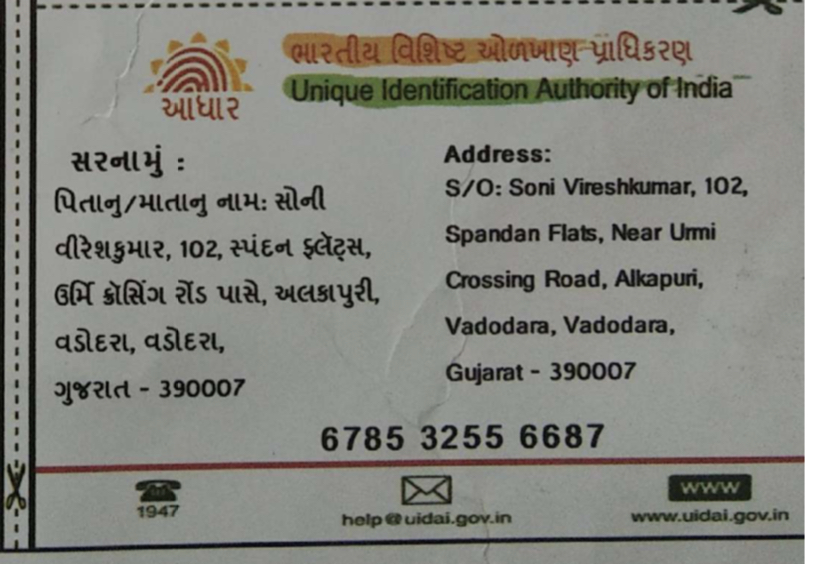 ભારતીય વિશિષ્ટ ઓળખાણ પ્રાધિકરણ
Unique Identification Authority of India
આધાર
સરનામું :
પિતાનુ/માતાનુ નામ: સોની
વીરેશકુમાર, 102, સ્પંદન ફ્લૅટ્સ,
ઉર્મિ ક્રૉસિંગ રૉડ પાસે, અલકાપુરી,
વડોદરા, વડોદરા,
ગુજરાત - 390007
Address:
S/O: Soni Vireshkumar, 102,
Spandan Flats, Near Urmi
Crossing Road, Alkapuri,
Vadodara, Vadodara,
Gujarat - 390007
6785 3255 6687
1947
help@uidai.gov.in
WWW
www.uidai.gov.in